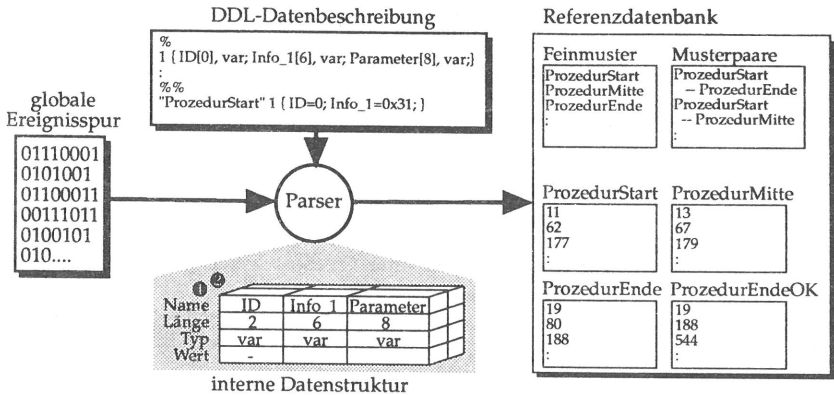 DDL-Datenbeschreibung
%
1 { ID[0], var; Info_1[6], var; Parameter[8], var;}
:
%%
"ProzedurStart" 1 { ID=0; Info_1=0x31; }
globale
Ereignisspur
01110001
0101001
01100011
00111011
0100101
010....
Parser
❶ ❷
Name ID Info_1 Parameter
Länge 2 6 8
Typ var var var
Wert -
interne Datenstruktur
Referenzdatenbank
Feinmuster
ProzedurStart
ProzedurMitte
ProzedurEnde
:
Musterpaare
ProzedurStart
-- ProzedurEnde
ProzedurStart
-- ProzedurMitte
:
ProzedurStart
11
62
177
:
ProzedurMitte
13
67
179
:
ProzedurEnde
19
80
188
:
ProzedurEndeOK
19
188
544
: